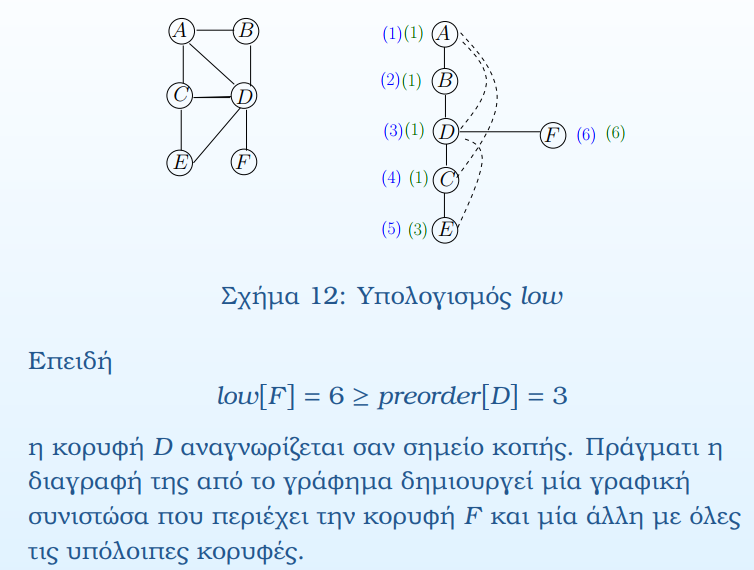 A B
C D
E F
(1)(1) A
(2)(1) B
(3)(1) D F (6) (6)
(4) (1) C
(5) (3) E
Σχήμα 12: Υπολογισμός low
Επειδή
low[F] = 6 ≥ preorder[D] = 3
η κορυφή D αναγνωρίζεται σαν σημείο κοπής. Πράγματι η
διαγραφή της από το γράφημα δημιουργεί μία γραφική
συνιστώσα που περιέχει την κορυφή F και μία άλλη με όλες
τις υπόλοιπες κορυφές.